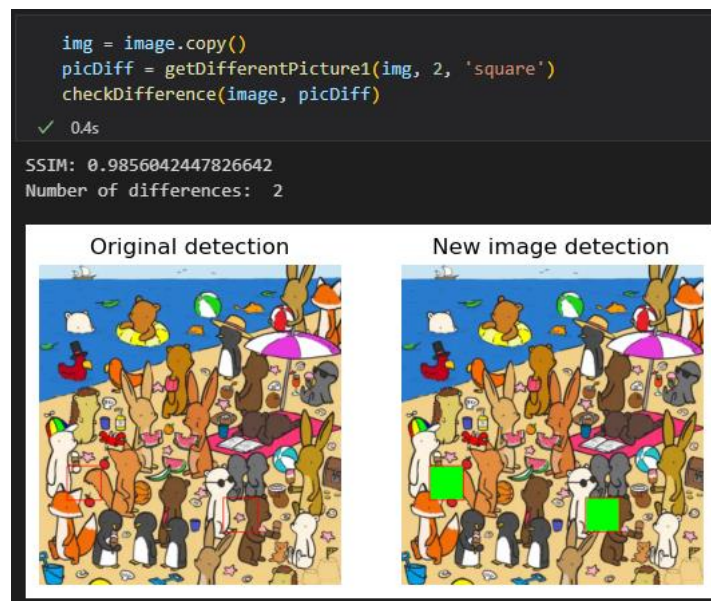 img = image.copy()
picDiff = getDifferentPicture1(img, 2, 'square')
checkDifference(image, picDiff)
✓ 0.4s
SSIM: 0.9856042447826642
Number of differences:  2
Original detection
New image detection